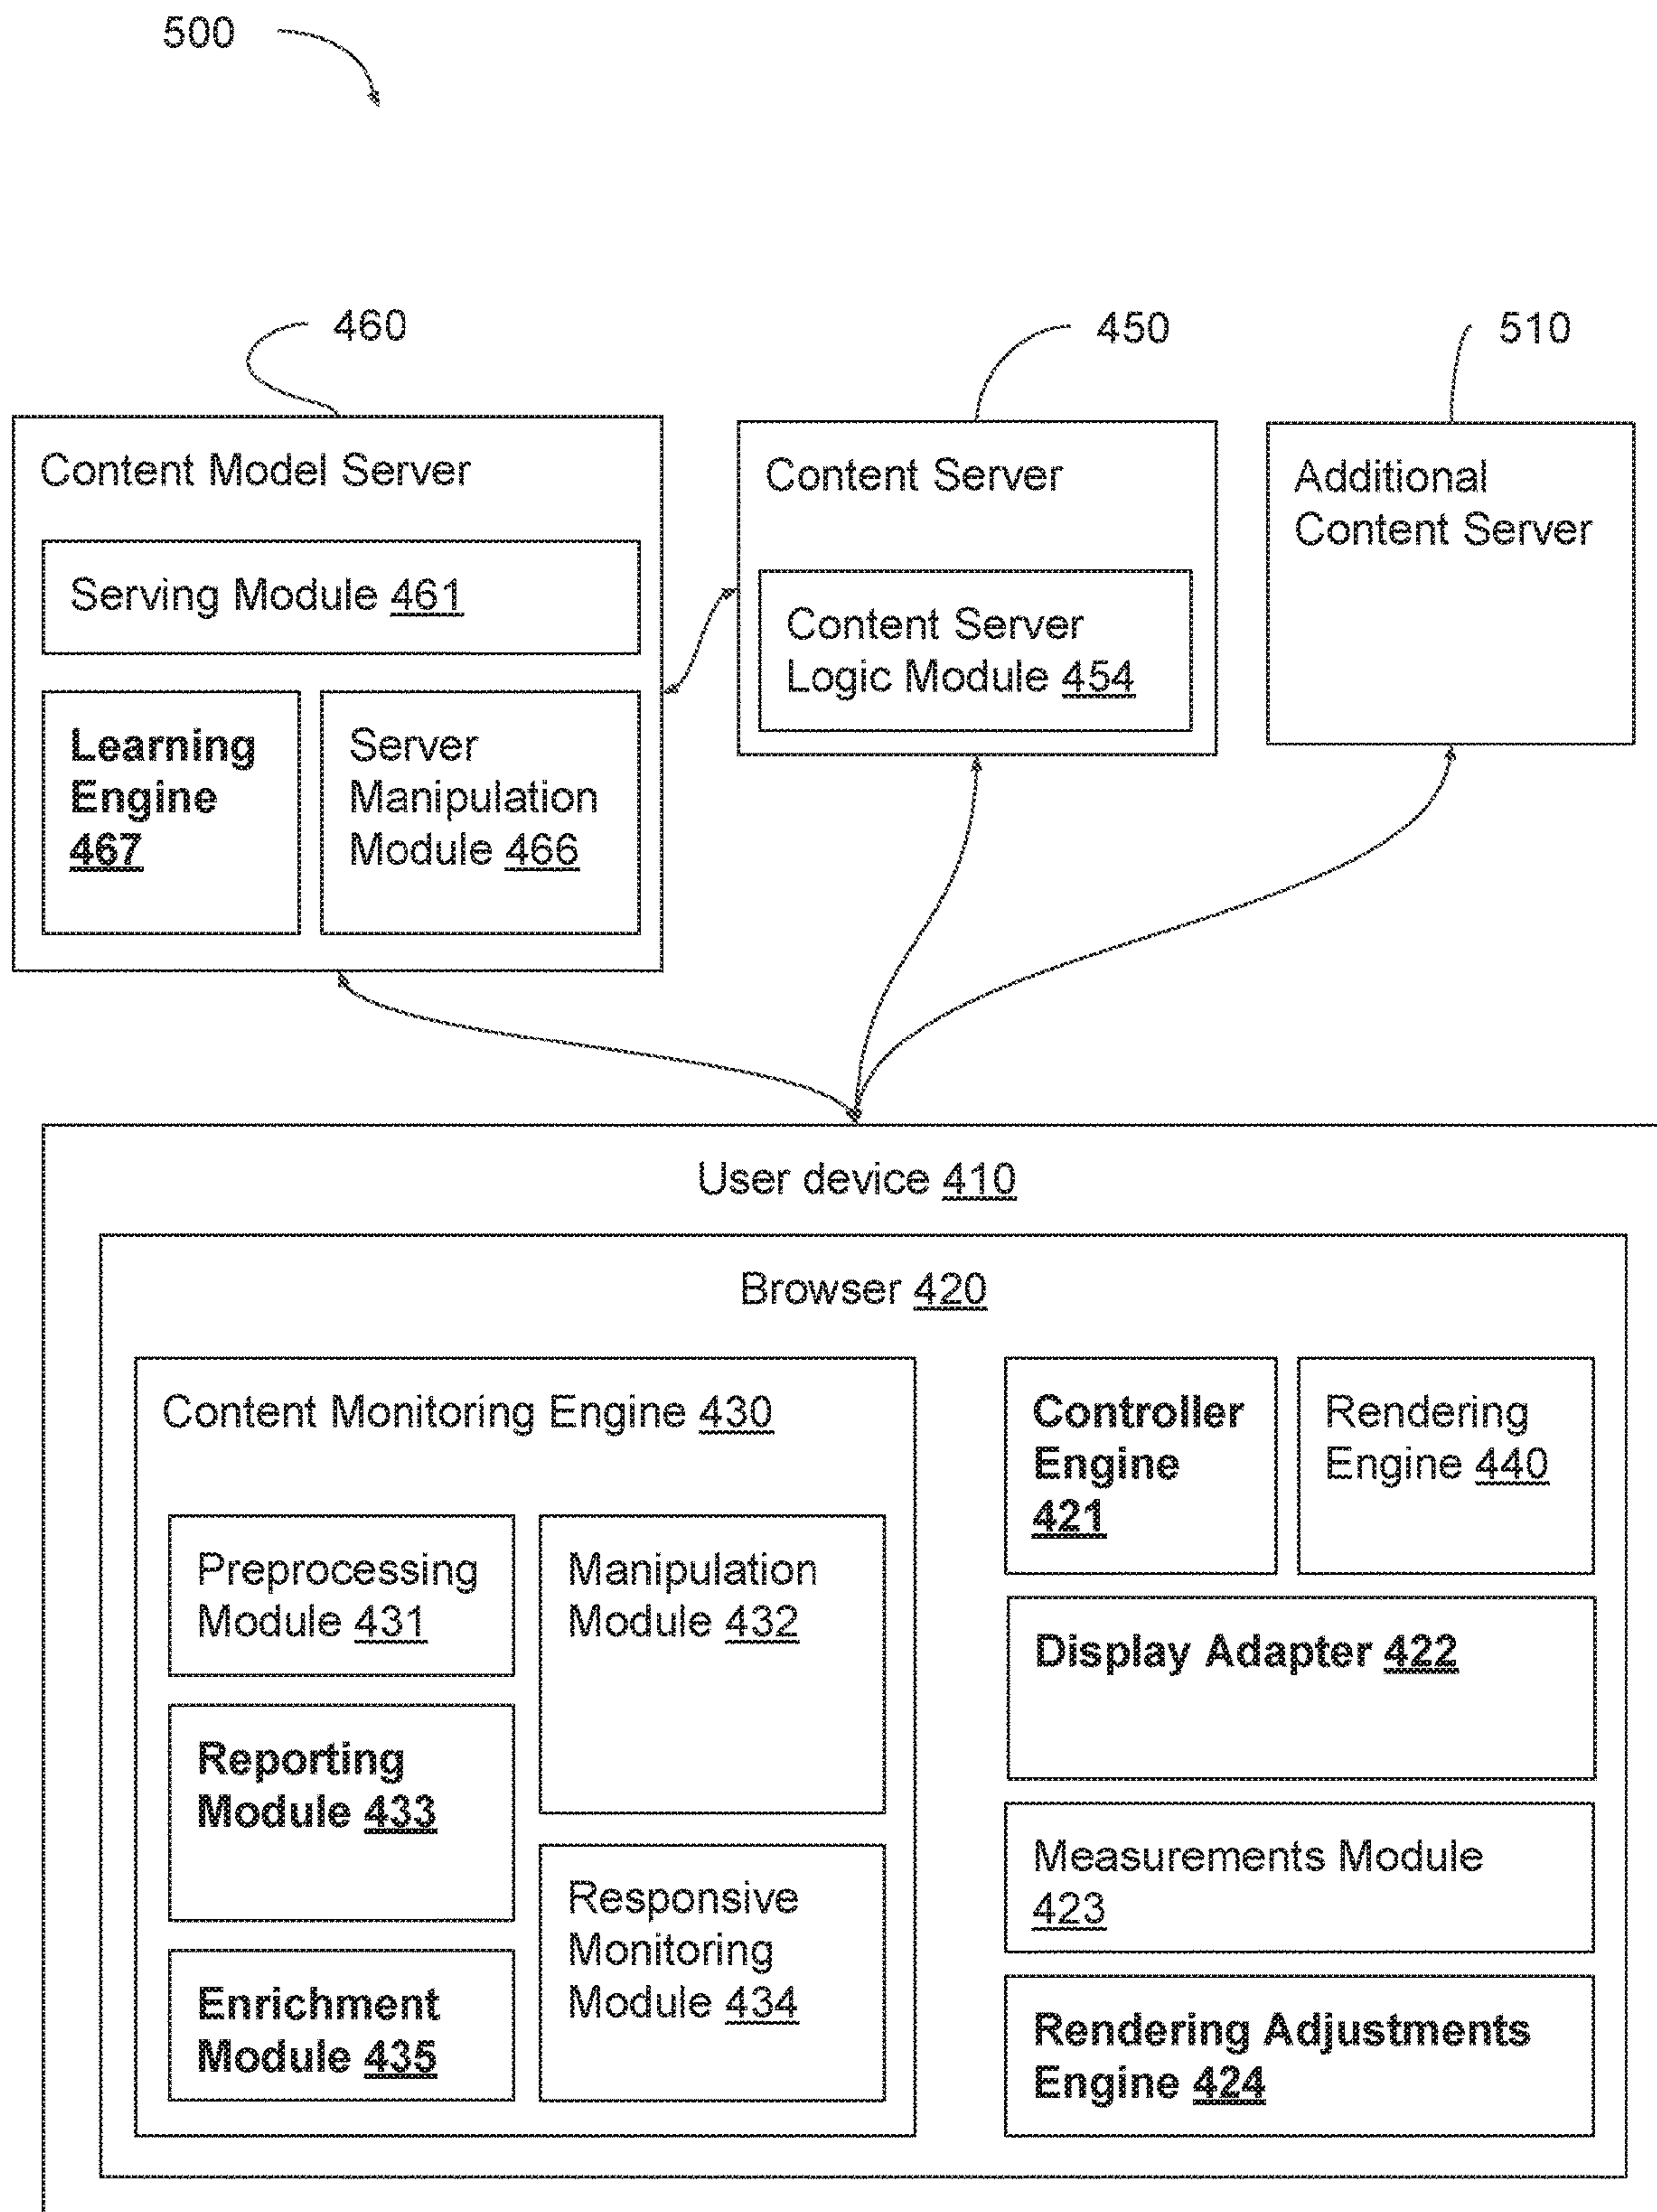 500
460
450
510
Content Model Server
Serving Module 461
Learning
Engine
467
Server
Manipulation
Module 466
Content Server
Content Server
Logic Module 454
Additional
Content Server
User device 410
Browser 420
Content Monitoring Engine 430
Preprocessing
Module 431
Manipulation
Module 432
Reporting
Module 433
Responsive
Monitoring
Module 434
Enrichment
Module 435
Controller
Engine
421
Rendering
Engine 440
Display Adapter 422
Measurements Module
423
Rendering Adjustments
Engine 424